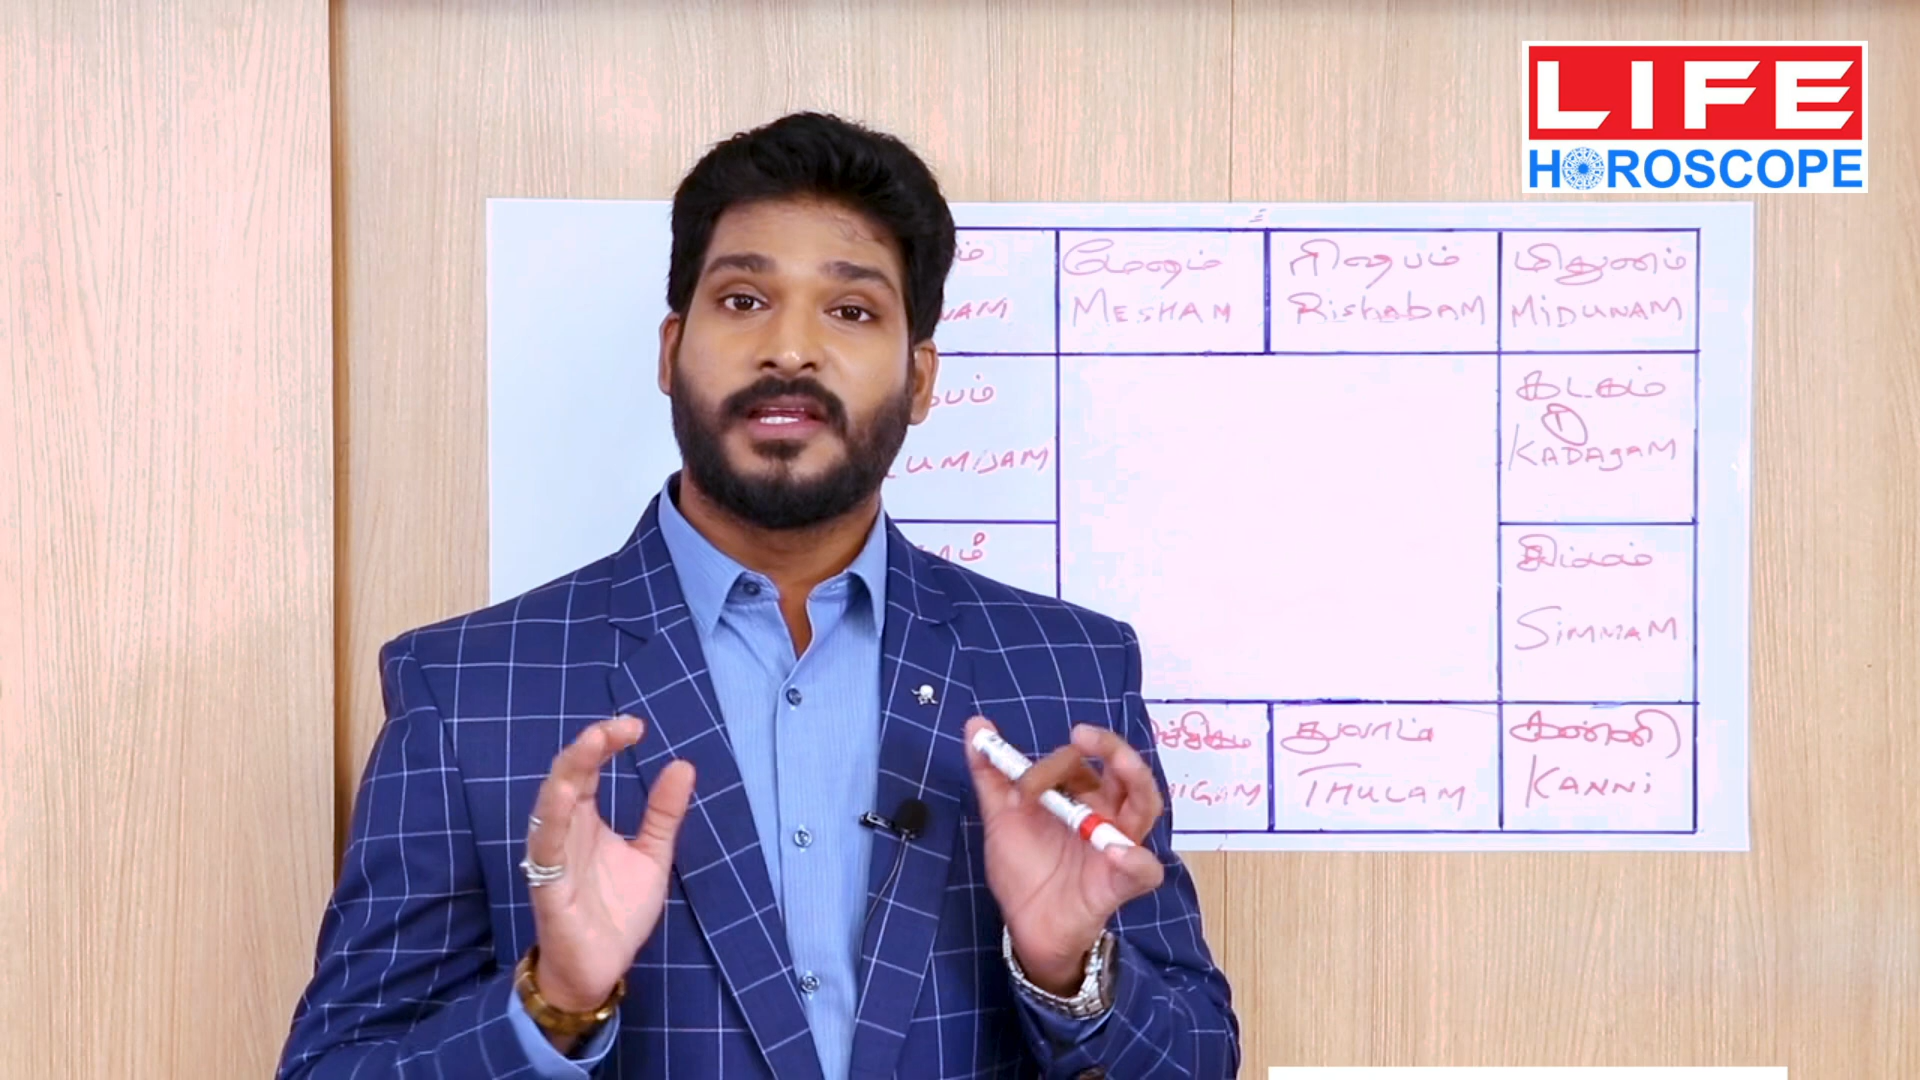 LIFE
HOROSCOPE
மேஷம்
MESHAM
ரிஷபம்
RishabAM
மிதுனம்
MiDUNAM
கடகம்
KADAgAM
சிம்மம்
SiMMAM
துலாம்
THULAM
கன்னி
KANNi